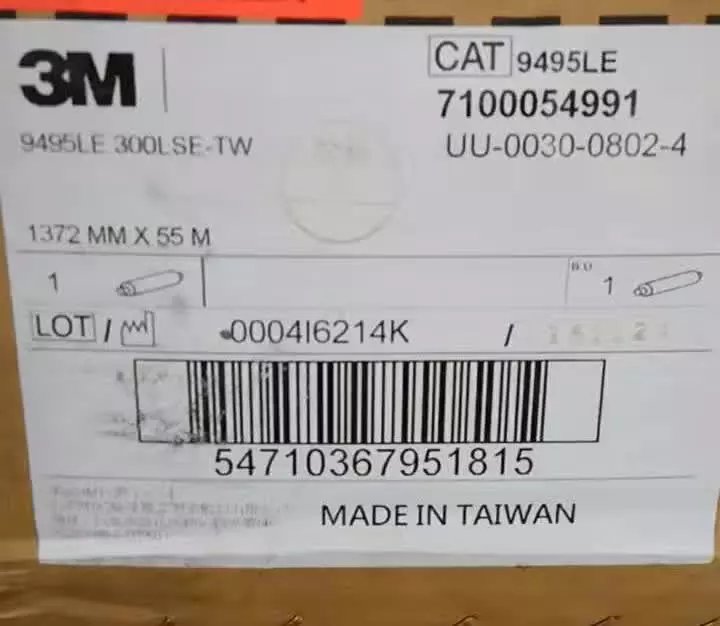 3M
CAT 9495LE
7100054991
9495LE 300LSE-TW
UU-0030-0802-4
1372 MM X 55 M
1
1
LOT / 0004I6214K /
54710367951815
MADE IN TAIWAN